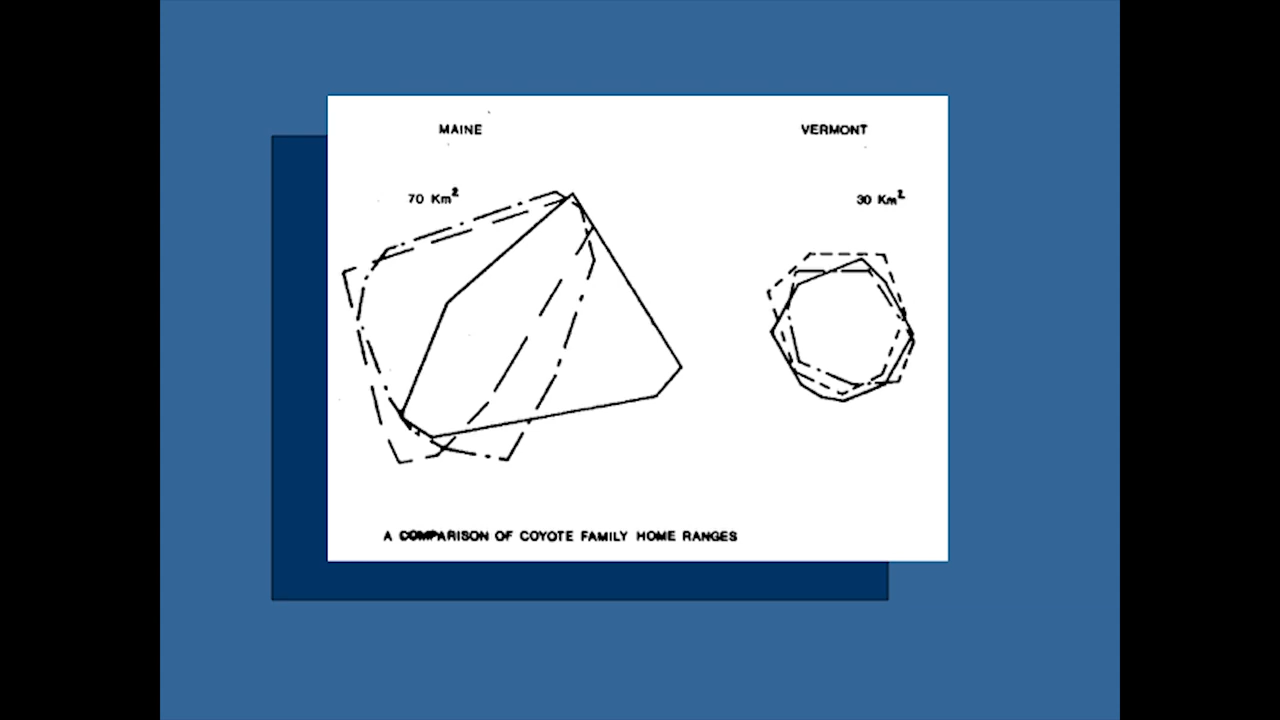 MAINE
VERMONT
70 Km²
30 Km²
A COMPARISON OF COYOTE FAMILY HOME RANGES